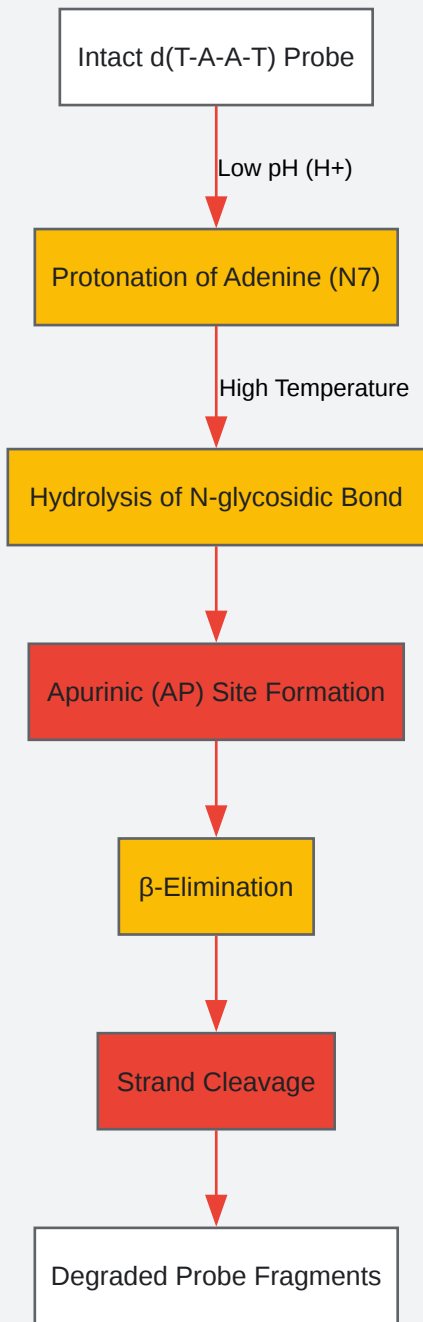 Intact d(T-A-A-T) Probe
Low pH (H+)
Protonation of Adenine (N7)
High Temperature
Hydrolysis of N-glycosidic Bond
Apurinic (AP) Site Formation
β-Elimination
Strand Cleavage
Degraded Probe Fragments